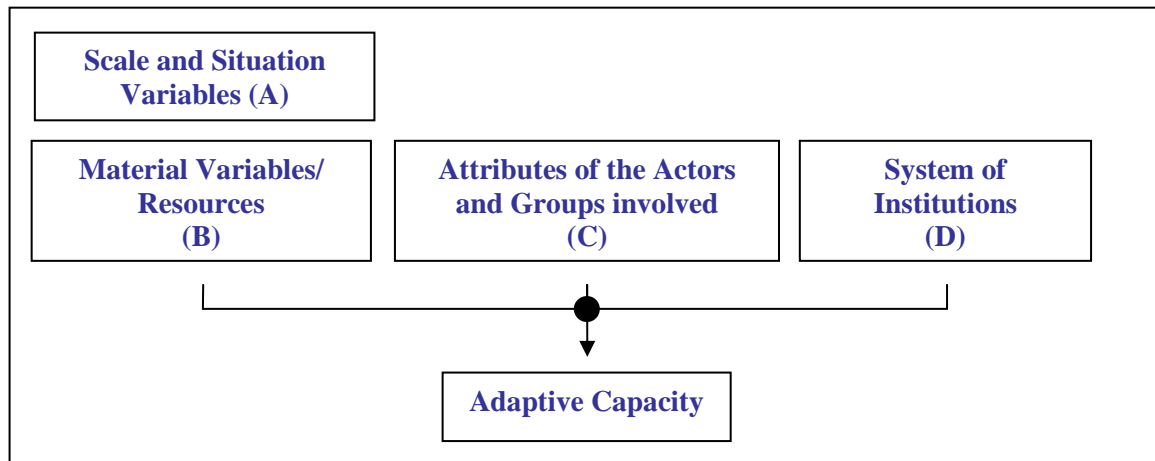 Scale and Situation
Variables (A)
Material Variables/
Resources
(B)
Attributes of the Actors
and Groups involved
(C)
System of
Institutions
(D)
Adaptive Capacity